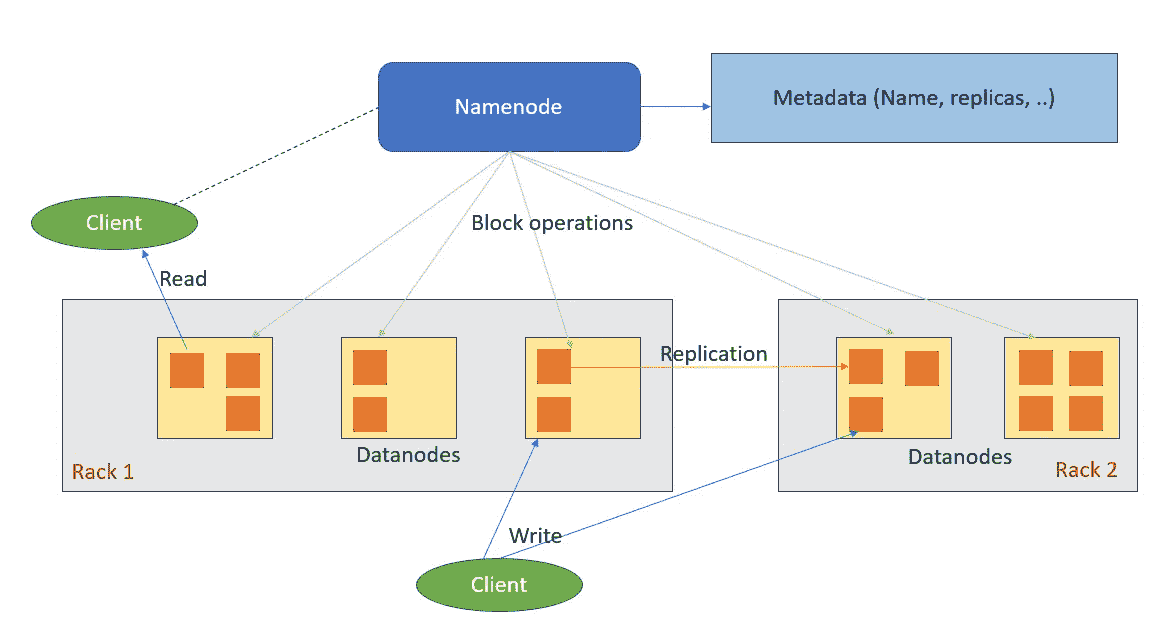 Namenode
Metadata (Name, replicas, ..)
Client
Block operations
Read
Replication
Datanodes
Datanodes
Rack 1
Rack 2
Write
Client